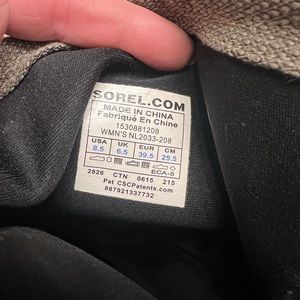 SOREL.COM
MADE IN CHINA
Fabriqué En Chine
1530881208
WMN'S NL2033-208
USA UK EUR CM
8.5 6.5 39.5 25.5
ECA-5
2826 CTN 0615 215
Pat CSCPatents.com
887921337732